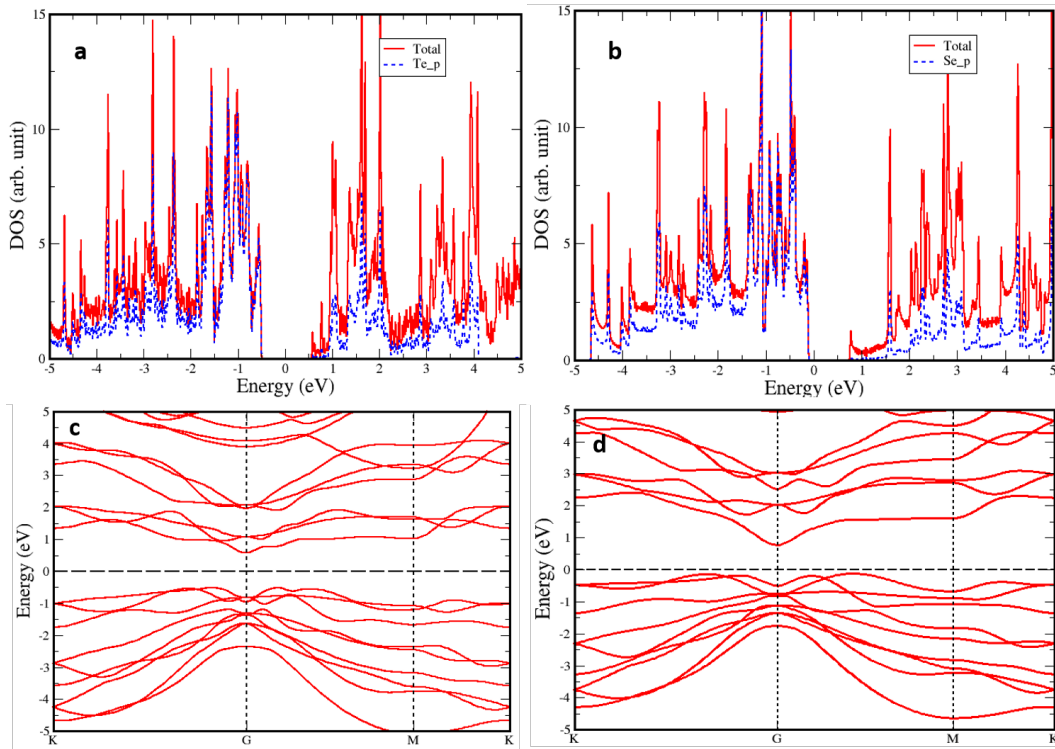 a
Total
Te_p
15
10
5
0
DOS (arb. unit)
-5 -4 -3 -2 -1 0 1 2 3 4 5
Energy (eV)
b
Total
Se_p
15
10
5
0
DOS (arb. unit)
-5 -4 -3 -2 -1 0 1 2 3 4 5
Energy (eV)
c
5
4
3
2
1
0
-1
-2
-3
-4
-5
Energy (eV)
K G M K
d
5
4
3
2
1
0
-1
-2
-3
-4
-5
Energy (eV)
K G M K